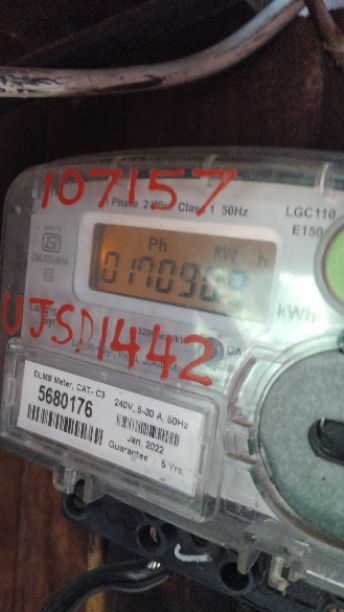 107157
Phase 2 Wire Class 1 50Hz
LGC110
E150
Ph kW h
0170969
kWh
UJSD1442
DLMS Meter, CAT- C3
5680176
240V, 5-30 A, 50Hz
Jan, 2022
Guarantee : 5 Yrs.